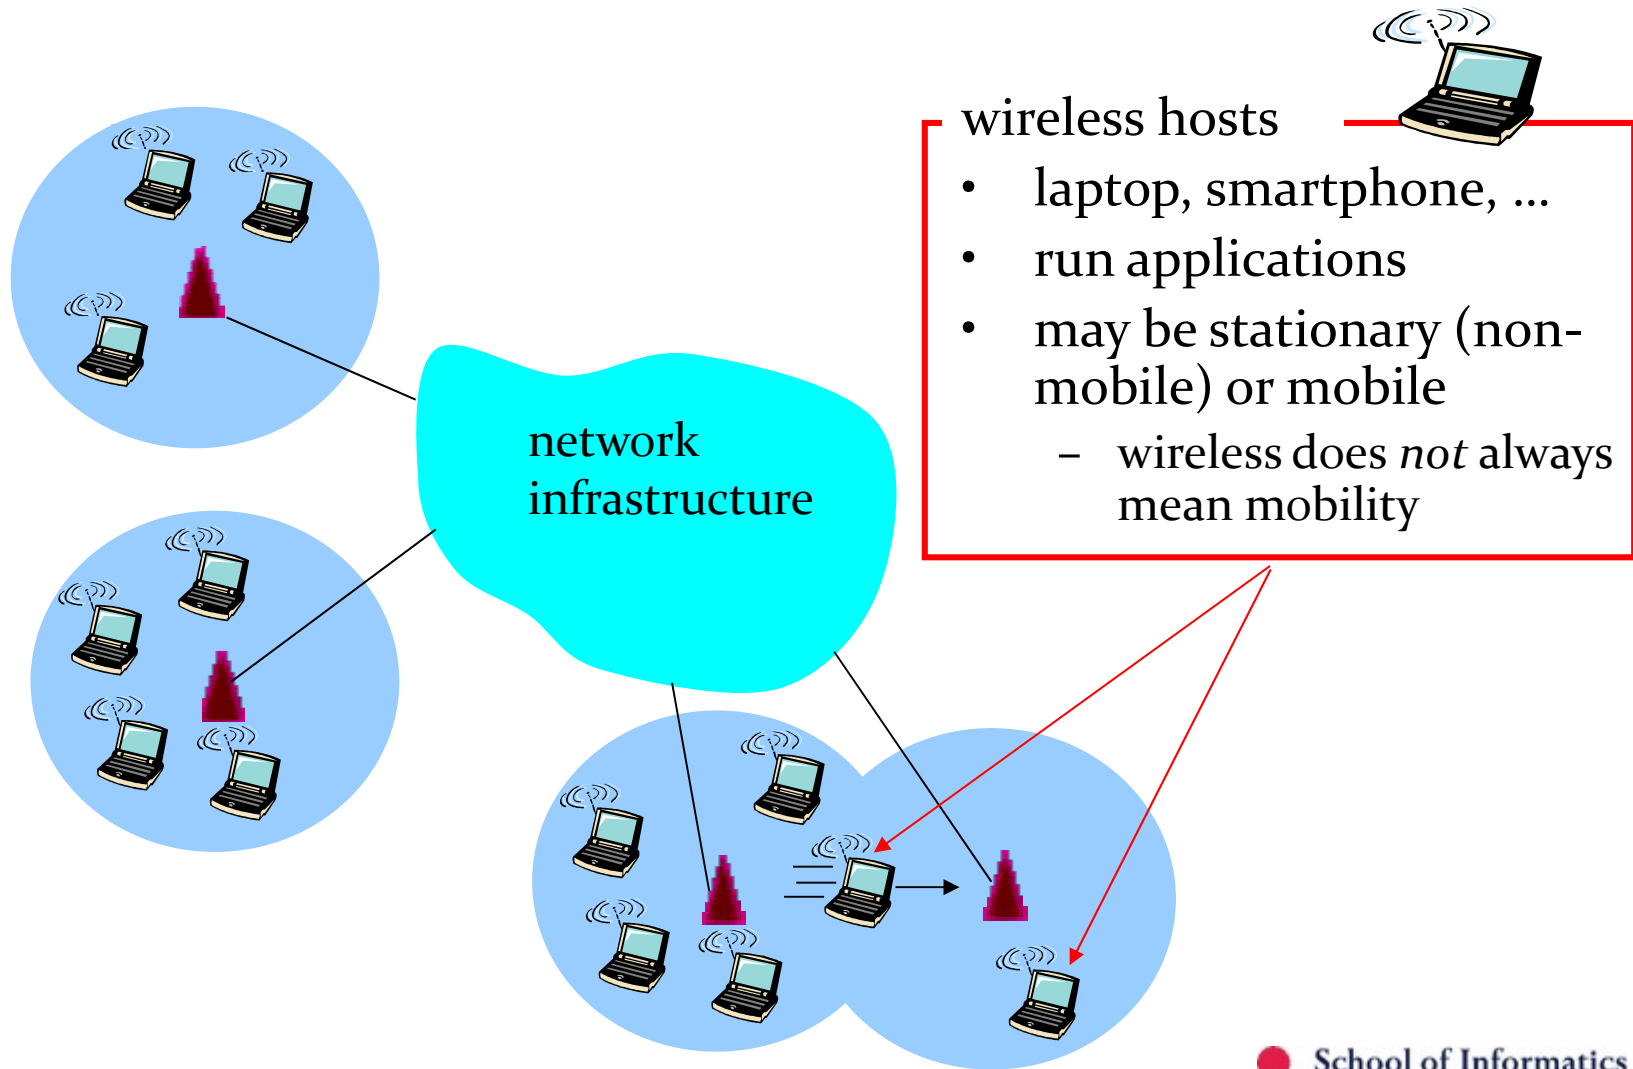 wireless hosts
• laptop, smartphone, ...
• run applications
• may be stationary (non-
mobile) or mobile
– wireless does not always
mean mobility
network
infrastructure
School of Informatics